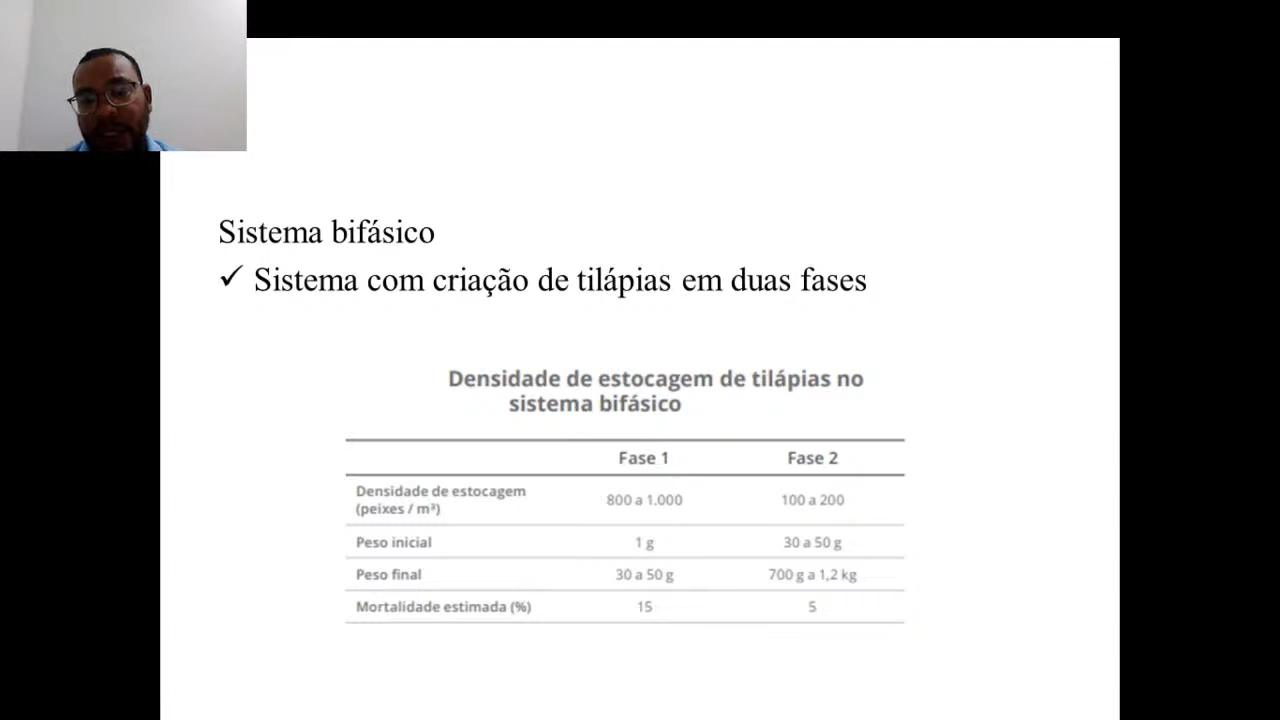 Sistema bifásico
✓ Sistema com criação de tilápias em duas fases
Densidade de estocagem de tilápias no
sistema bifásico
Fase 1 Fase 2
Densidade de estocagem
(peixes / m³) 800 a 1.000 100 a 200
Peso inicial 1 g 30 a 50 g
Peso final 30 a 50 g 700 g a 1,2 kg
Mortalidade estimada (%) 15 5